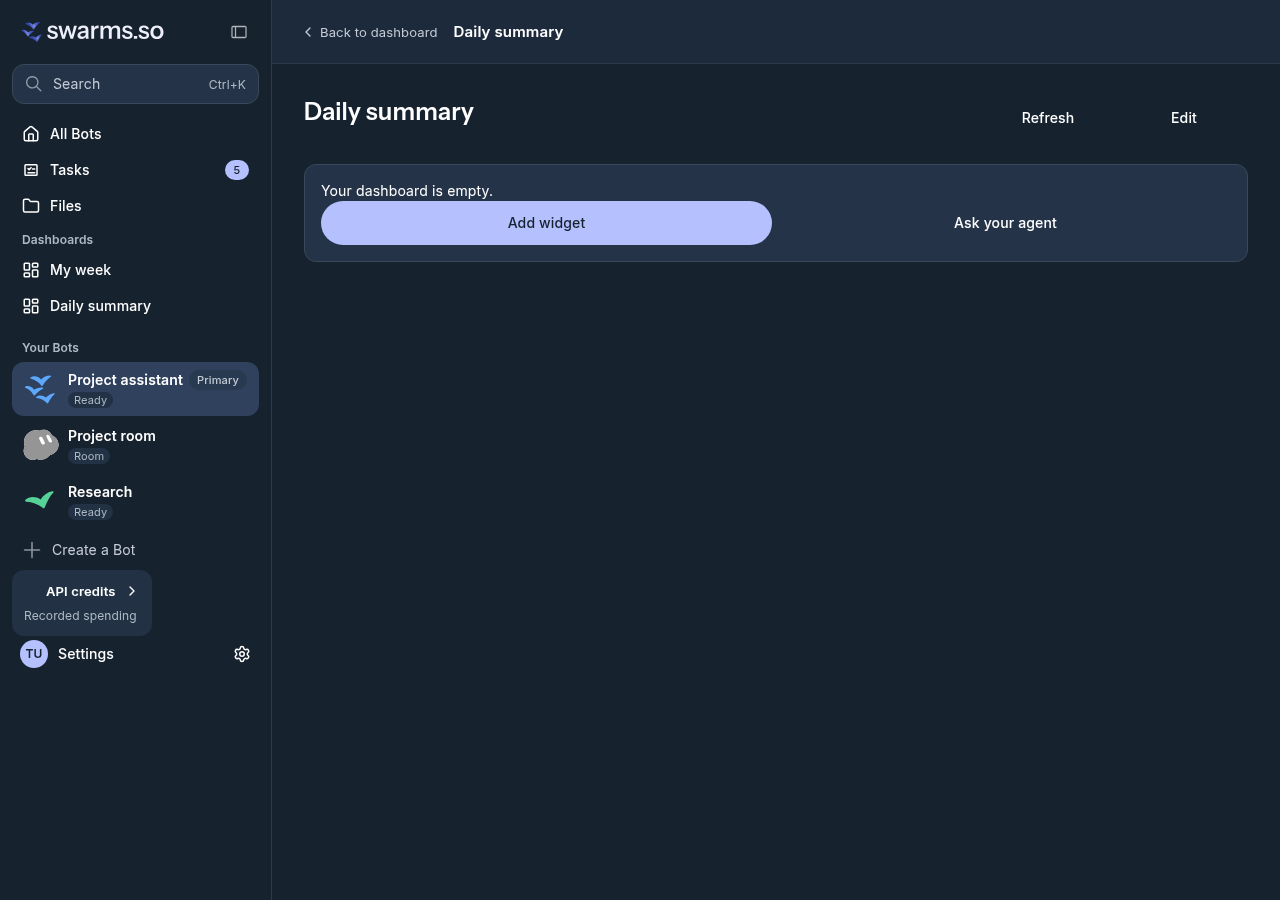 swarms.so
Search Ctrl+K
All Bots
Tasks 5
Files
Dashboards
My week
Daily summary
Your Bots
Project assistant Primary
Ready
Project room
Room
Research
Ready
Create a Bot
API credits
Recorded spending
TU Settings
Back to dashboard Daily summary
Daily summary
Refresh Edit
Your dashboard is empty.
Add widget Ask your agent